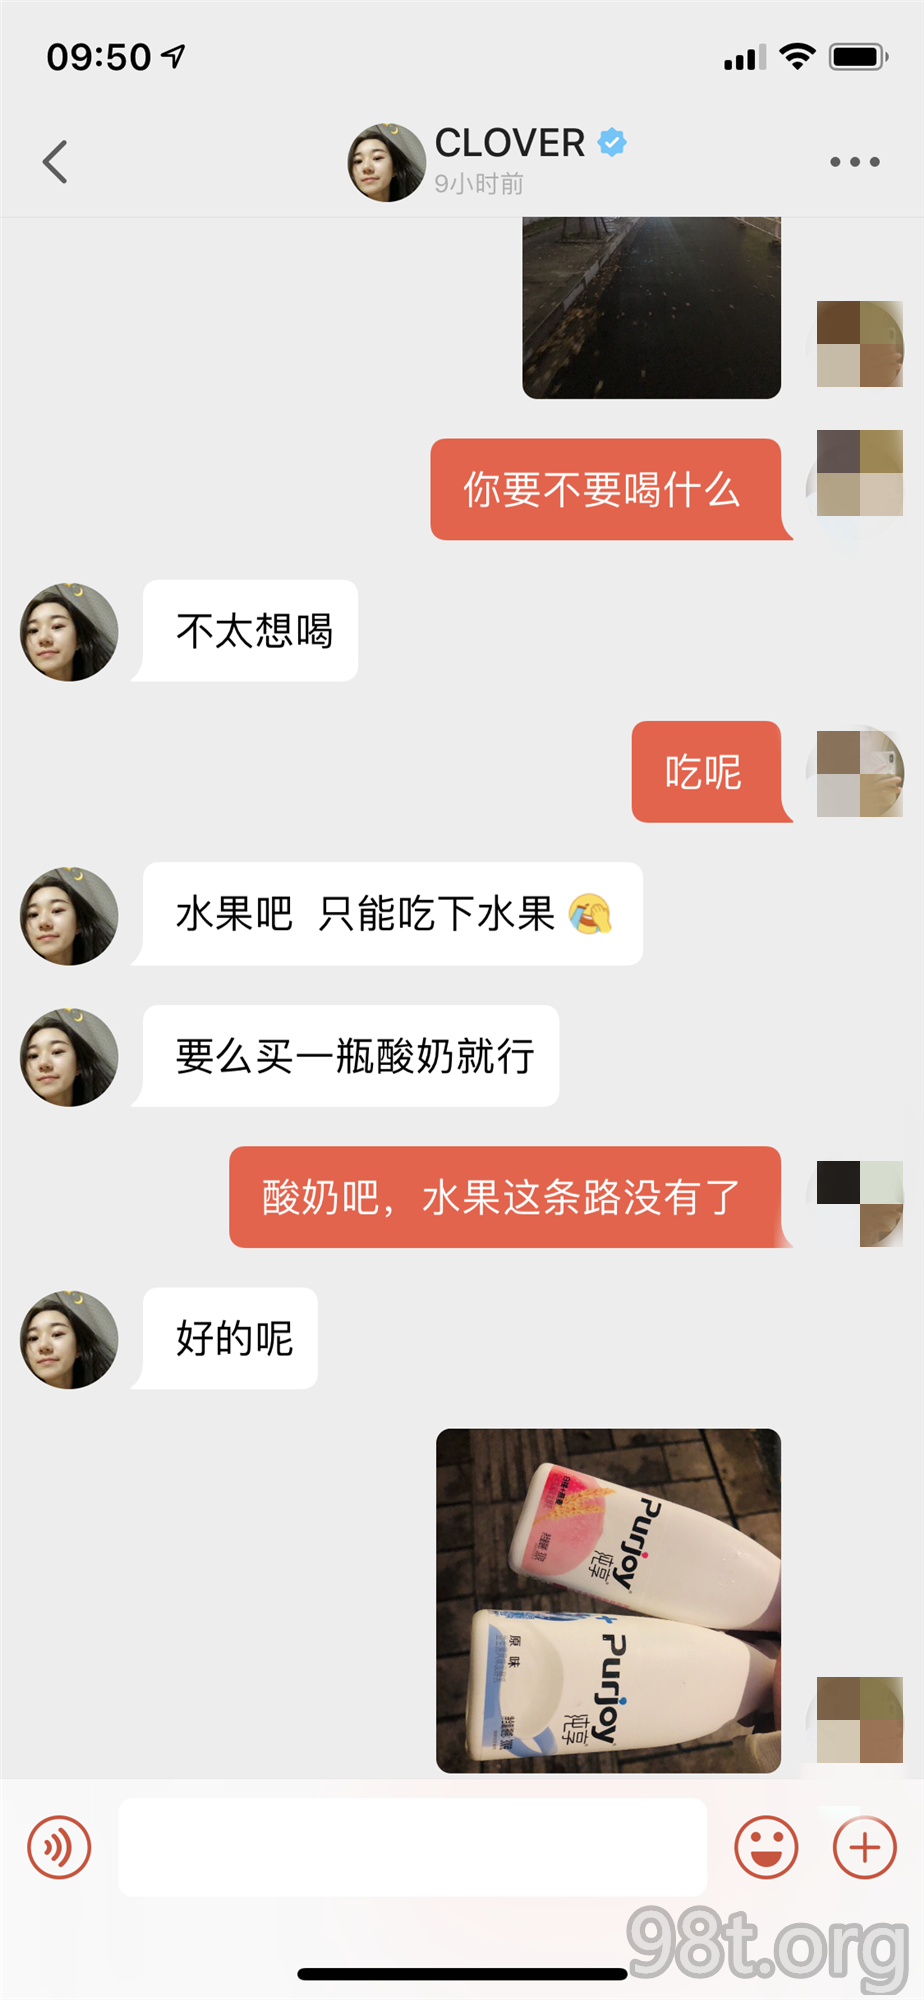 09:50
CLOVER
9小时前
你要不要喝什么
不太想喝
吃呢
水果吧 只能吃下水果🤣
要么买一瓶酸奶就行
酸奶吧，水果这条路没有了
好的呢
Purjoy
纯享
Purjoy
纯享
原味
98t.org